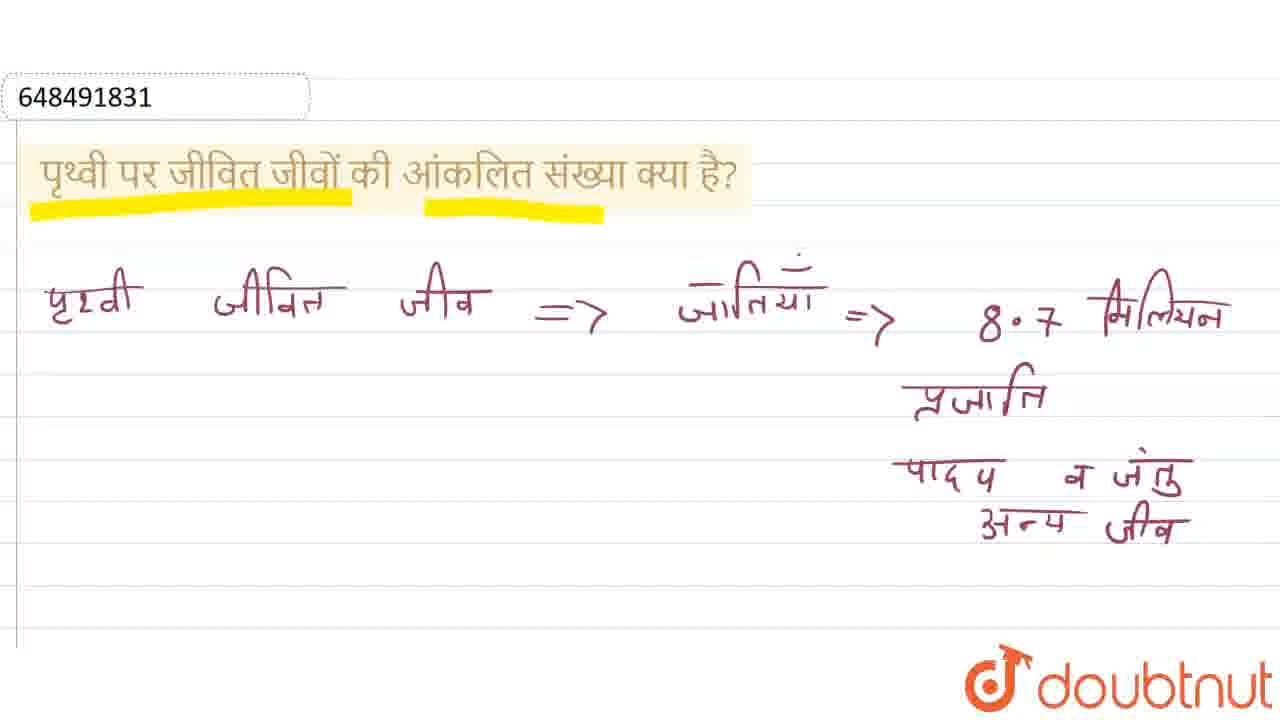 648491831
पृथ्वी पर जीवित जीवों की आंकलित संख्या क्या है?
पृथ्वी जीवित जीव => जातियाँ => 8.7 मिलियन
प्रजाति
पादप व जंतु
अन्य जीव
doubtnut